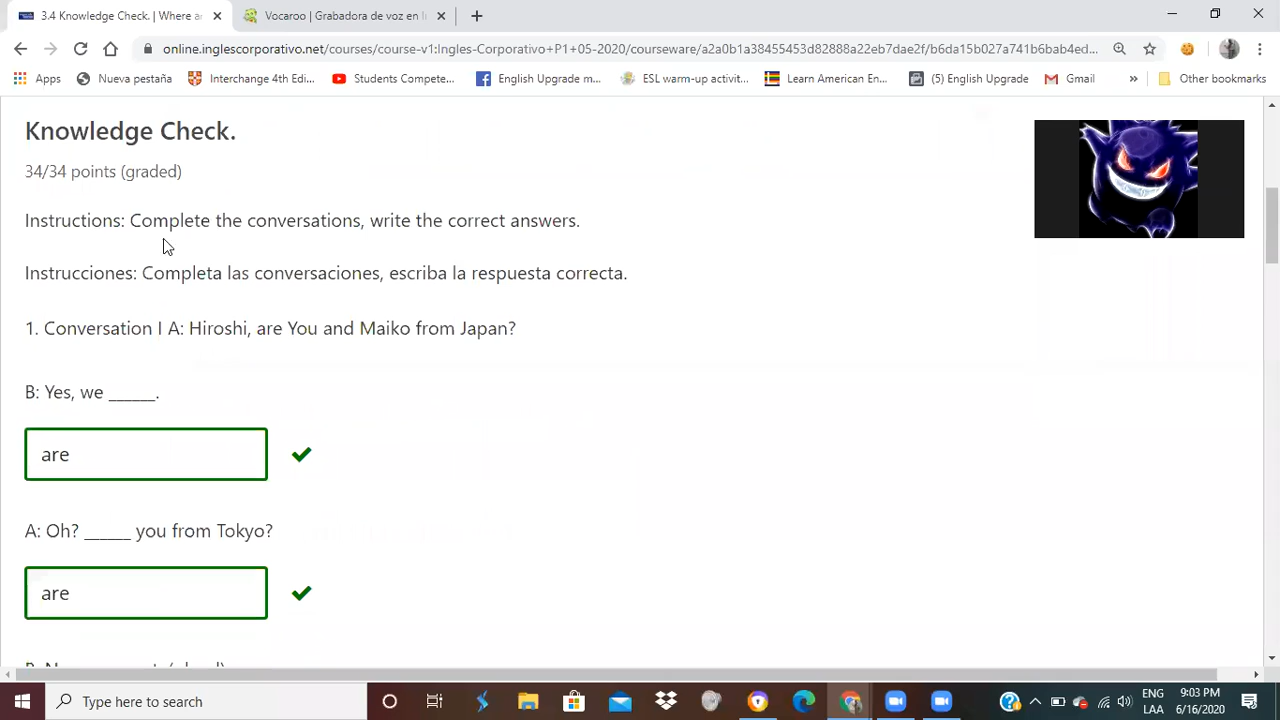 3.4 Knowledge Check. | Where a
Vocaroo | Grabadora de voz en l
online.inglescorporativo.net/courses/course-v1:Ingles-Corporativo+P1+05-2020/courseware/a2a0b1a38455453d82888a22eb7dae2f/b6da15b027a741b6bab4ed...
Apps Nueva pestaña Interchange 4th Edi... Students Compete... English Upgrade m... ESL warm-up activit... Learn American En... (5) English Upgrade Gmail » Other bookmarks
Knowledge Check.
34/34 points (graded)
Instructions: Complete the conversations, write the correct answers.
Instrucciones: Completa las conversaciones, escriba la respuesta correcta.
1. Conversation I A: Hiroshi, are You and Maiko from Japan?
B: Yes, we ______.
are
A: Oh? _____ you from Tokyo?
are
Type here to search
ENG 9:03 PM
LAA 6/16/2020